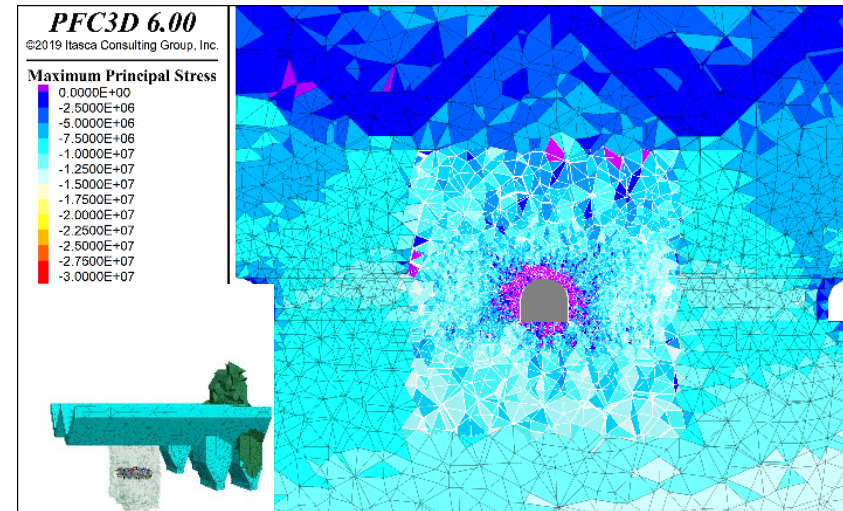 PFC3D 6.00
©2019 Itasca Consulting Group, Inc.
Maximum Principal Stress
0.0000E+00
-2.5000E+06
-5.0000E+06
-7.5000E+06
-1.0000E+07
-1.2500E+07
-1.5000E+07
-1.7500E+07
-2.0000E+07
-2.2500E+07
-2.5000E+07
-2.7500E+07
-3.0000E+07